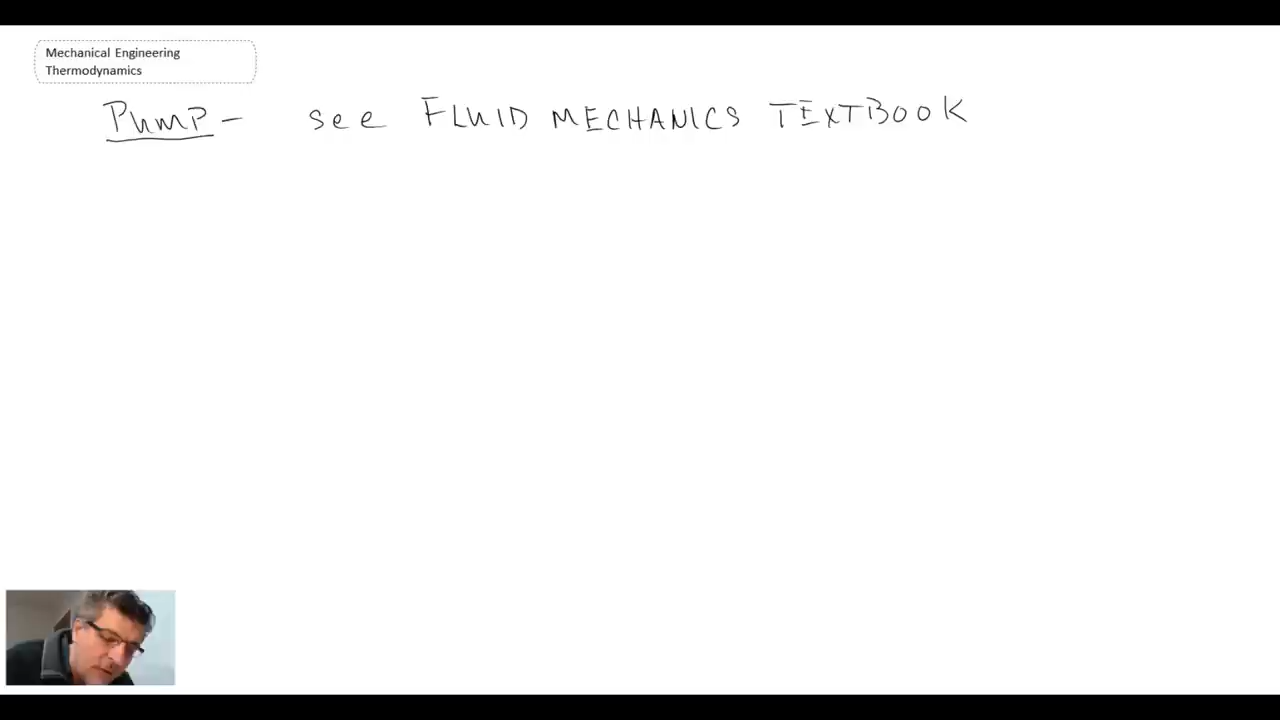 Mechanical Engineering
Thermodynamics
Pump - see FLUID MECHANICS TEXTBOOK